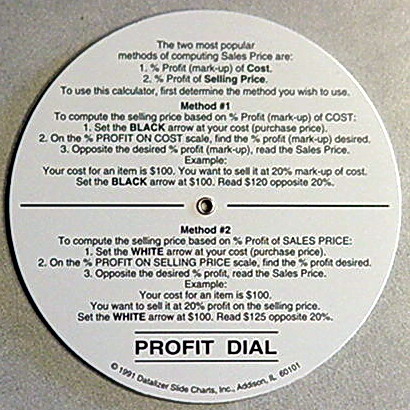 The two most popular
methods of computing Sales Price are:
1. % Profit (mark-up) of Cost.
2. % Profit of Selling Price.
To use this calculator, first determine the method you wish to use.
Method #1
To compute the selling price based on % Profit (mark-up) of COST:
1. Set the BLACK arrow at your cost (purchase price).
2. On the % PROFIT ON COST scale, find the % profit (mark-up) desired.
3. Opposite the desired % profit (mark-up), read the Sales Price.
Example:
Your cost for an item is $100. You want to sell it at 20% mark-up of cost.
Set the BLACK arrow at $100. Read $120 opposite 20%.
Method #2
To compute the selling price based on % Profit of SALES PRICE:
1. Set the WHITE arrow at your cost (purchase price).
2. On the % PROFIT ON SELLING PRICE scale, find the % profit desired.
3. Opposite the desired % profit, read the Sales Price.
Example:
Your cost for an item is $100.
You want to sell it at 20% profit on the selling price.
Set the WHITE arrow at $100. Read $125 opposite 20%.
PROFIT DIAL
© 1991 Datalizer Slide Charts, Inc., Addison, IL 60101